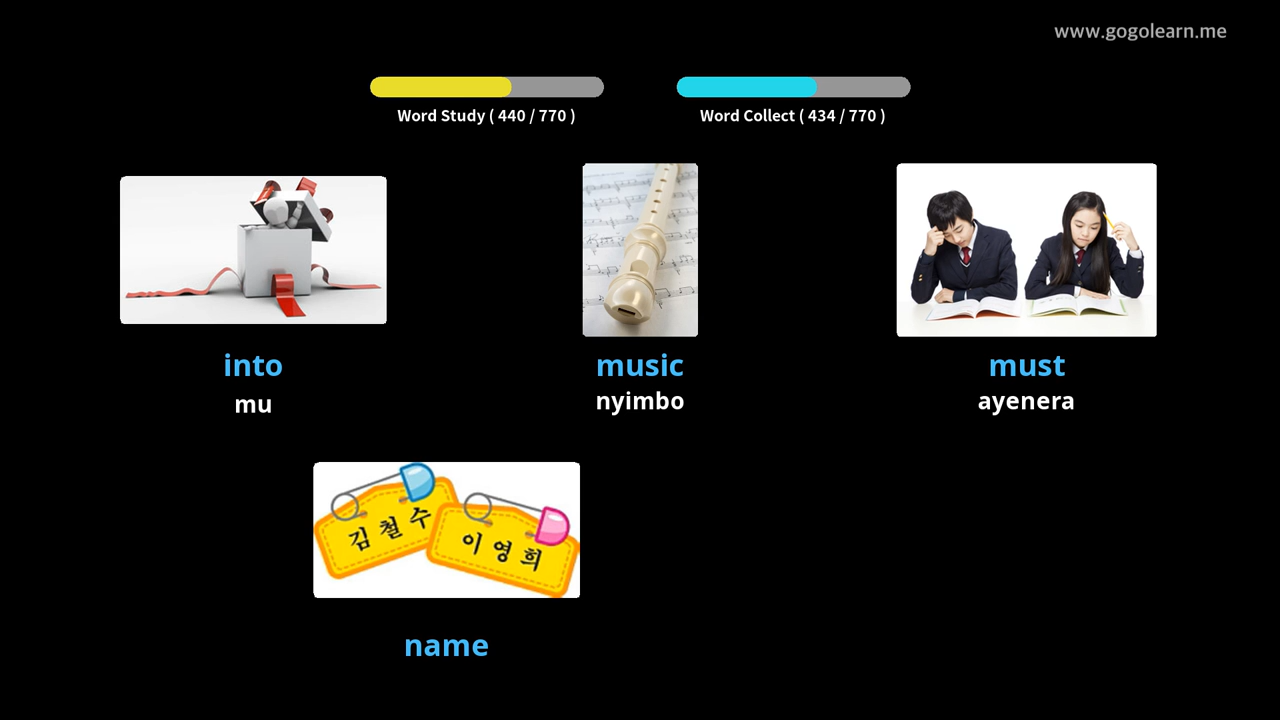 www.gogolearn.me
Word Study ( 440 / 770 )
Word Collect ( 434 / 770 )
into
mu
music
nyimbo
must
ayenera
김철수
이영희
name